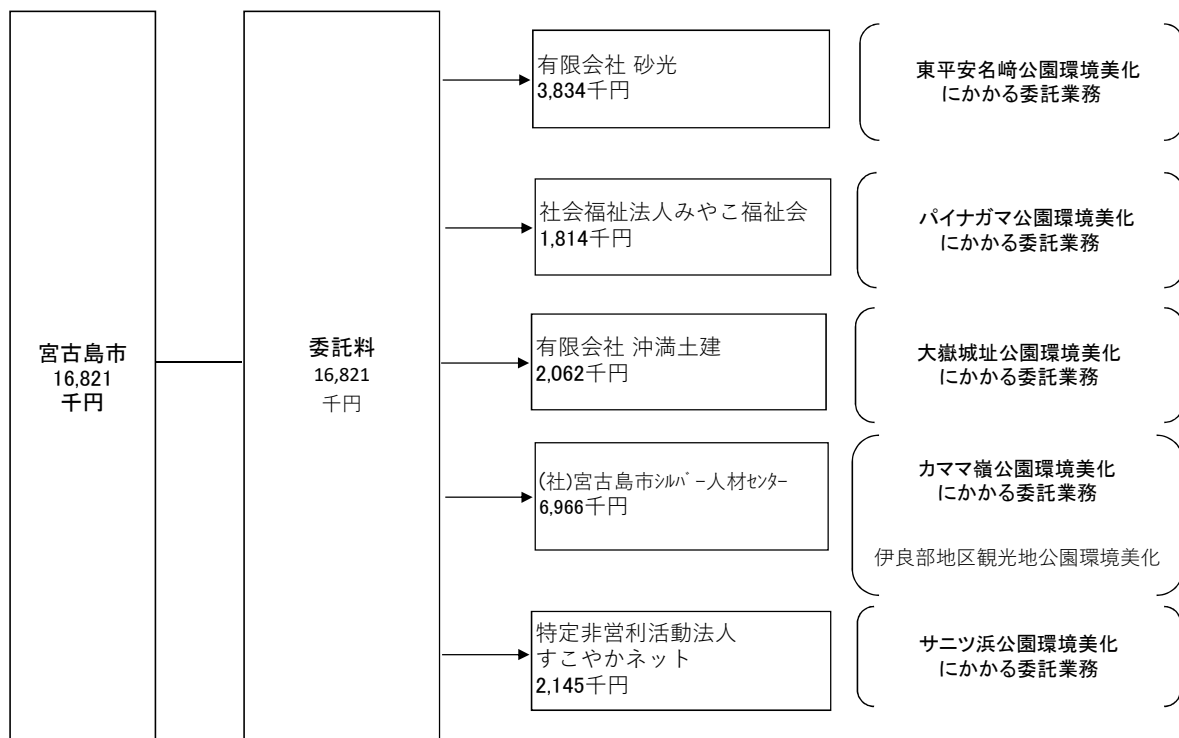 宮古島市
16,821
千円
委託料
16,821
千円
有限会社 砂光
3,834千円
東平安名﨑公園環境美化
にかかる委託業務
社会福祉法人みやこ福祉会
1,814千円
パイナガマ公園環境美化
にかかる委託業務
有限会社 沖満土建
2,062千円
大嶽城址公園環境美化
にかかる委託業務
(社)宮古島市ｼﾙﾊﾞｰ人材ｾﾝﾀｰ
6,966千円
カママ嶺公園環境美化
にかかる委託業務
伊良部地区観光地公園環境美化
特定非営利活動法人
すこやかネット
2,145千円
サニツ浜公園環境美化
にかかる委託業務